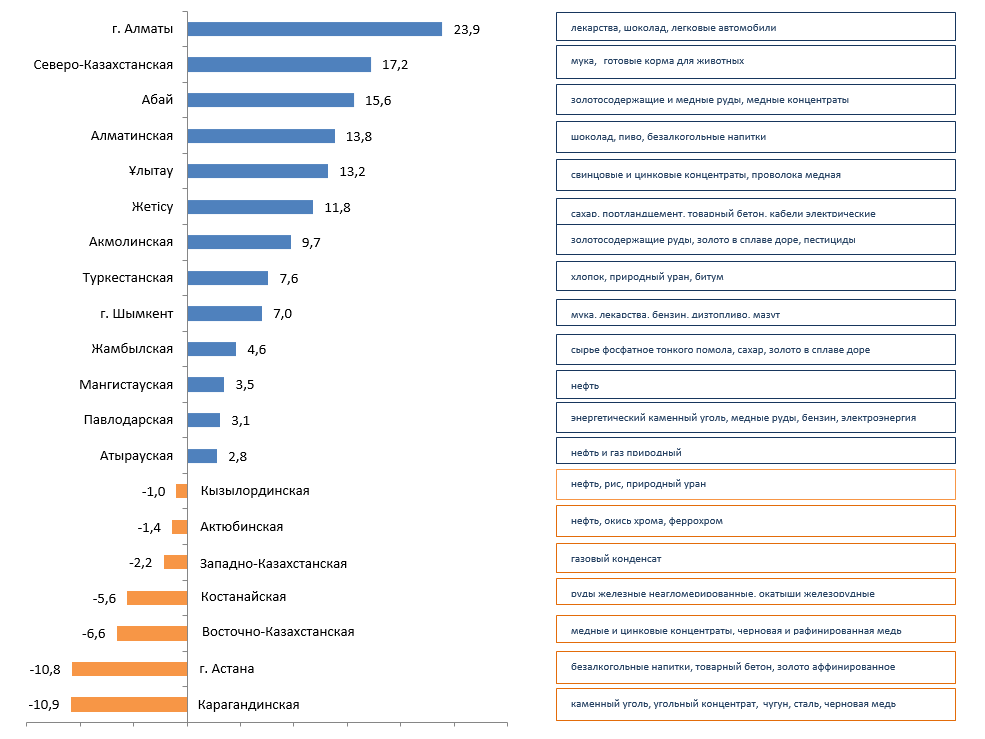 г. Алматы 23,9 лекарства, шоколад, легковые автомобили
Северо-Казахстанская 17,2 мука, готовые корма для животных
Абай 15,6 золотосодержащие и медные руды, медные концентраты
Алматинская 13,8 шоколад, пиво, безалкогольные напитки
Ұлытау 13,2 свинцовые и цинковые концентраты, проволока медная
Жетісу 11,8 сахар, портландцемент, товарный бетон, кабели электрические
Акмолинская 9,7 золотосодержащие руды, золото в сплаве доре, пестициды
Туркестанская 7,6 хлопок, природный уран, битум
г. Шымкент 7,0 мука, лекарства, бензин, дизтопливо, мазут
Жамбылская 4,6 сырье фосфатное тонкого помола, сахар, золото в сплаве доре
Мангистауская 3,5 нефть
Павлодарская 3,1 энергетический каменный уголь, медные руды, бензин, электроэнергия
Атырауская 2,8 нефть и газ природный
-1,0 Кызылординская нефть, рис, природный уран
-1,4 Актюбинская нефть, окись хрома, феррохром
-2,2 Западно-Казахстанская газовый конденсат
-5,6 Костанайская руды железные неагломерированные, окатыши железорудные
-6,6 Восточно-Казахстанская медные и цинковые концентраты, черновая и рафинированная медь
-10,8 г. Астана безалкогольные напитки, товарный бетон, золото аффинированное
-10,9 Карагандинская каменный уголь, угольный концентрат, чугун, сталь, черновая медь